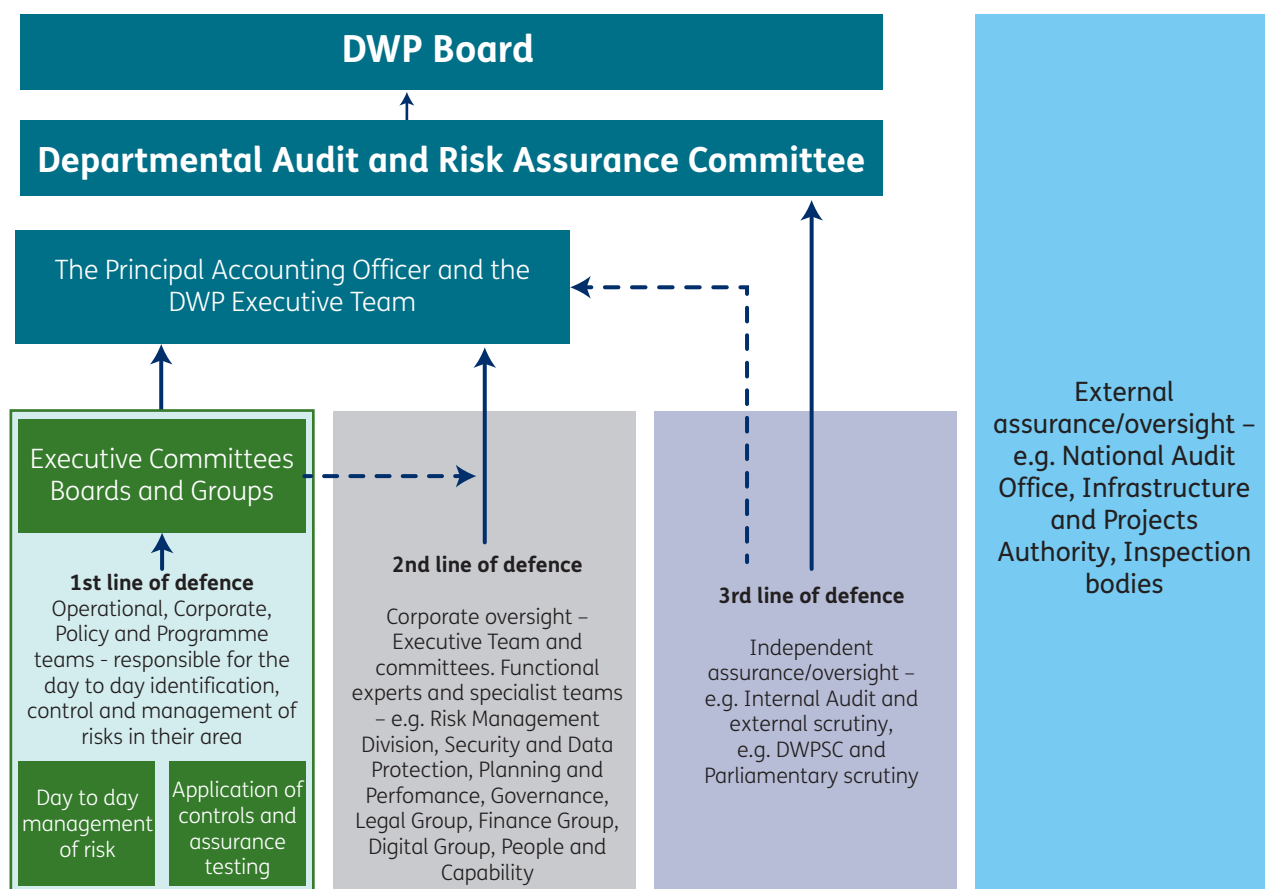 DWP Board
Departmental Audit and Risk Assurance Committee
The Principal Accounting Officer and the
DWP Executive Team
Executive Committees
Boards and Groups
1st line of defence
Operational, Corporate,
Policy and Programme
teams - responsible for the
day to day identification,
control and management of
risks in their area
Day to day
management
of risk
Application of
controls and
assurance
testing
2nd line of defence
Corporate oversight –
Executive Team and
committees. Functional
experts and specialist teams
– e.g. Risk Management
Division, Security and Data
Protection, Planning and
Perfomance, Governance,
Legal Group, Finance Group,
Digital Group, People and
Capability
3rd line of defence
Independent
assurance/oversight –
e.g. Internal Audit and
external scrutiny,
e.g. DWPSC and
Parliamentary scrutiny
External
assurance/oversight –
e.g. National Audit
Office, Infrastructure
and Projects
Authority, Inspection
bodies